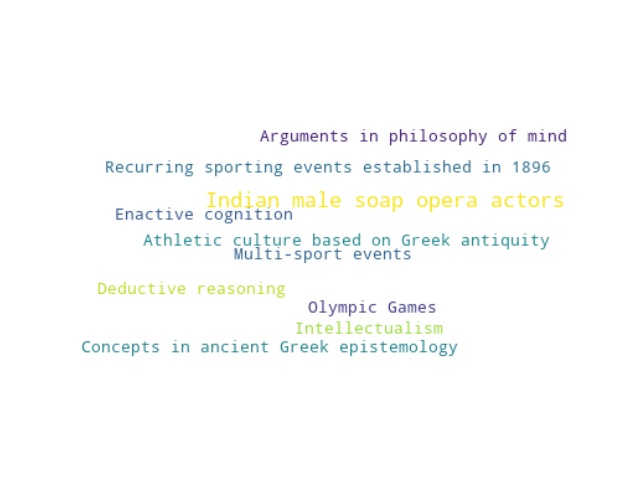 Arguments in philosophy of mind
Recurring sporting events established in 1896
Indian male soap opera actors
Enactive cognition
Athletic culture based on Greek antiquity
Multi-sport events
Deductive reasoning
Olympic Games
Intellectualism
Concepts in ancient Greek epistemology